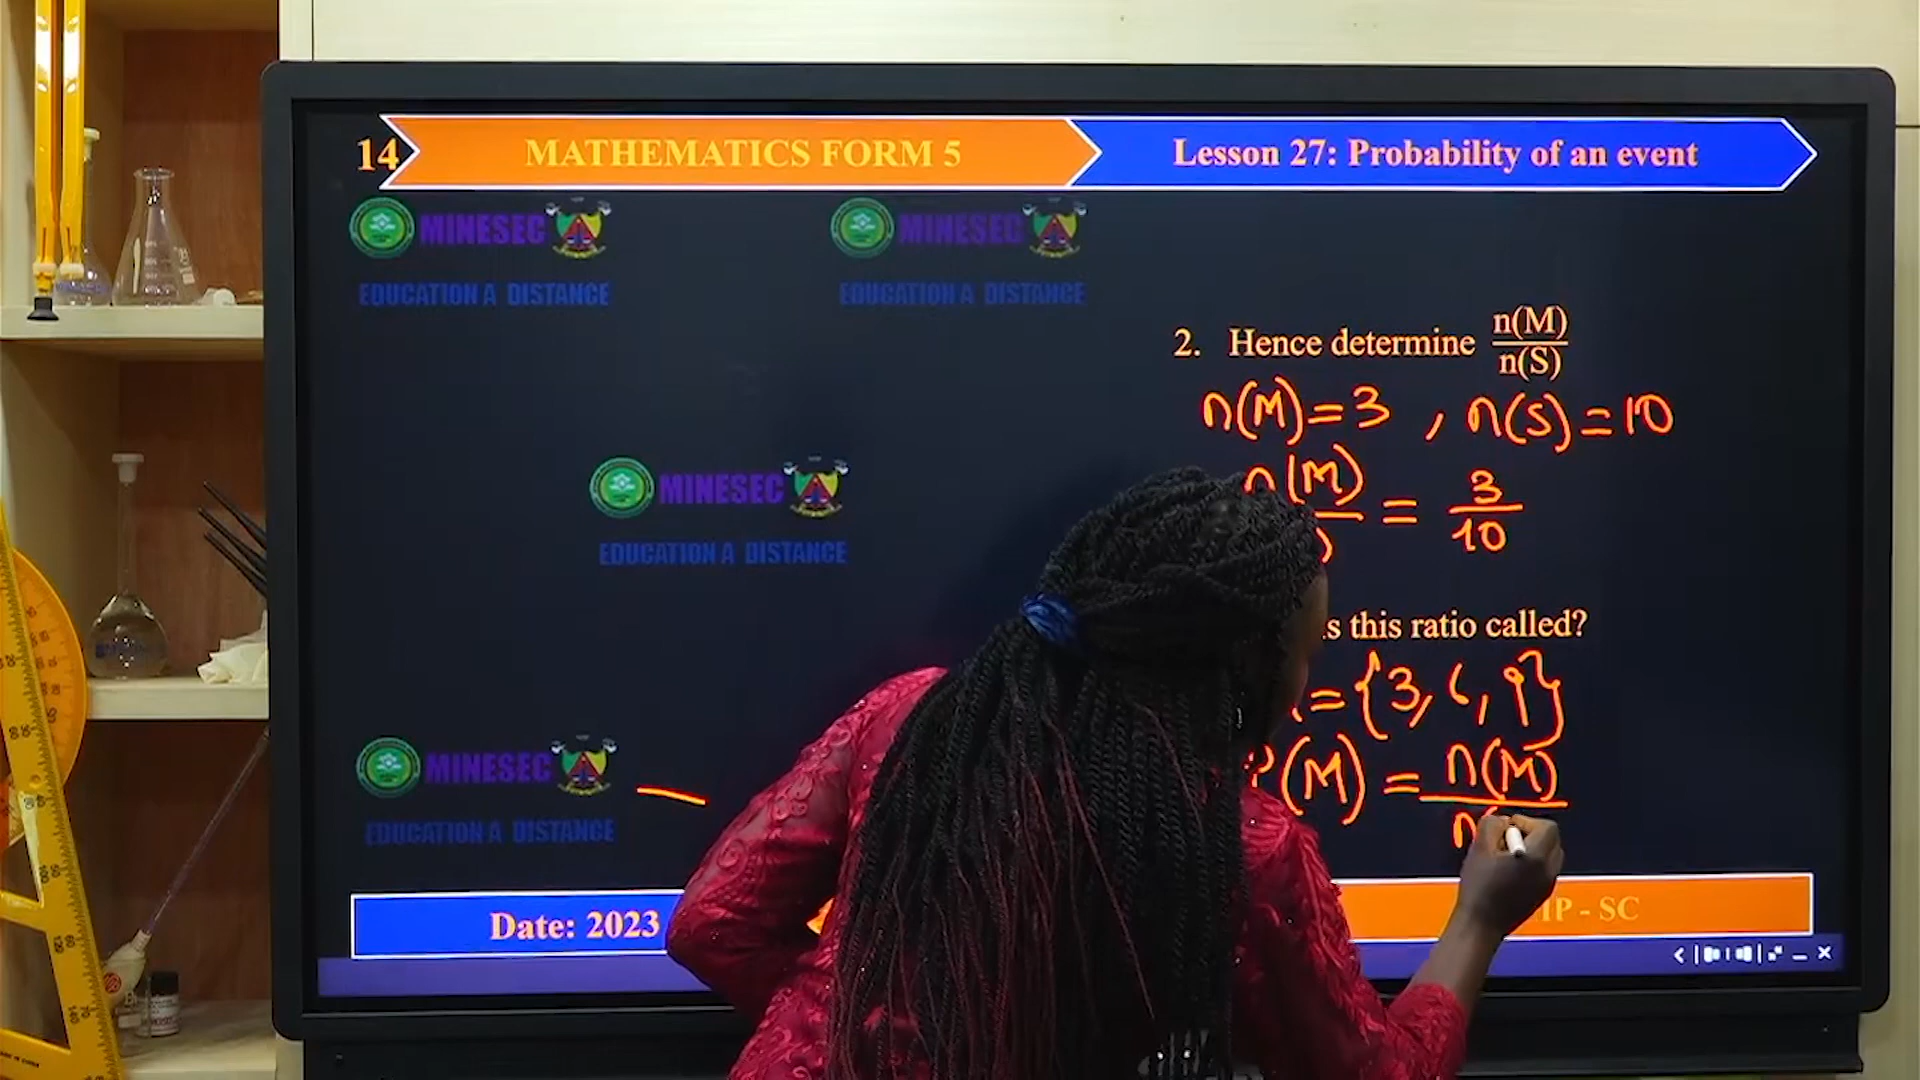 14 MATHEMATICS FORM 5 Lesson 27: Probability of an event
MINESEC MINESEC
EDUCATION A DISTANCE EDUCATION A DISTANCE
2. Hence determine n(M)/n(S)
n(M) = 3 , n(S) = 10
MINESEC
EDUCATION A DISTANCE
n(M)
= 3/10
s this ratio called?
= {3, 6, 9}
MINESEC
EDUCATION A DISTANCE
P(M) = n(M)
n(
Date: 2023
IP - SC